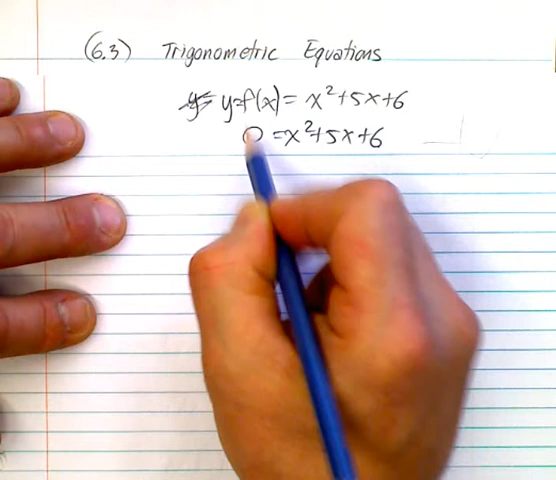 (6.3) Trigonometric Equations
y=f(x)= x²+5x+6
0 =x²+5x+6